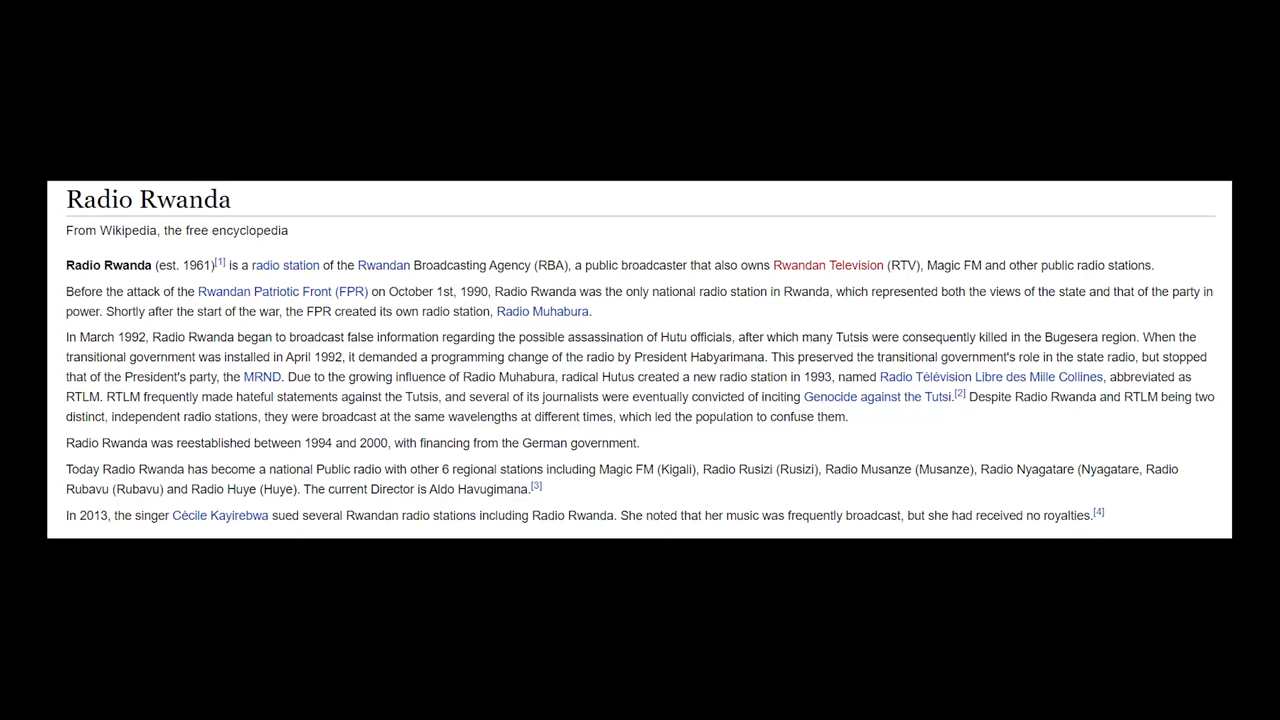 Radio Rwanda
From Wikipedia, the free encyclopedia
Radio Rwanda (est. 1961)[1] is a radio station of the Rwandan Broadcasting Agency (RBA), a public broadcaster that also owns Rwandan Television (RTV), Magic FM and other public radio stations.
Before the attack of the Rwandan Patriotic Front (FPR) on October 1st, 1990, Radio Rwanda was the only national radio station in Rwanda, which represented both the views of the state and that of the party in
power. Shortly after the start of the war, the FPR created its own radio station, Radio Muhabura.
In March 1992, Radio Rwanda began to broadcast false information regarding the possible assassination of Hutu officials, after which many Tutsis were consequently killed in the Bugesera region. When the
transitional government was installed in April 1992, it demanded a programming change of the radio by President Habyarimana. This preserved the transitional government's role in the state radio, but stopped
that of the President's party, the MRND. Due to the growing influence of Radio Muhabura, radical Hutus created a new radio station in 1993, named Radio Télévision Libre des Mille Collines, abbreviated as
RTLM. RTLM frequently made hateful statements against the Tutsis, and several of its journalists were eventually convicted of inciting Genocide against the Tutsi.[2] Despite Radio Rwanda and RTLM being two
distinct, independent radio stations, they were broadcast at the same wavelengths at different times, which led the population to confuse them.
Radio Rwanda was reestablished between 1994 and 2000, with financing from the German government.
Today Radio Rwanda has become a national Public radio with other 6 regional stations including Magic FM (Kigali), Radio Rusizi (Rusizi), Radio Musanze (Musanze), Radio Nyagatare (Nyagatare, Radio
Rubavu (Rubavu) and Radio Huye (Huye). The current Director is Aldo Havugimana.[3]
In 2013, the singer Cécile Kayirebwa sued several Rwandan radio stations including Radio Rwanda. She noted that her music was frequently broadcast, but she had received no royalties.[4]